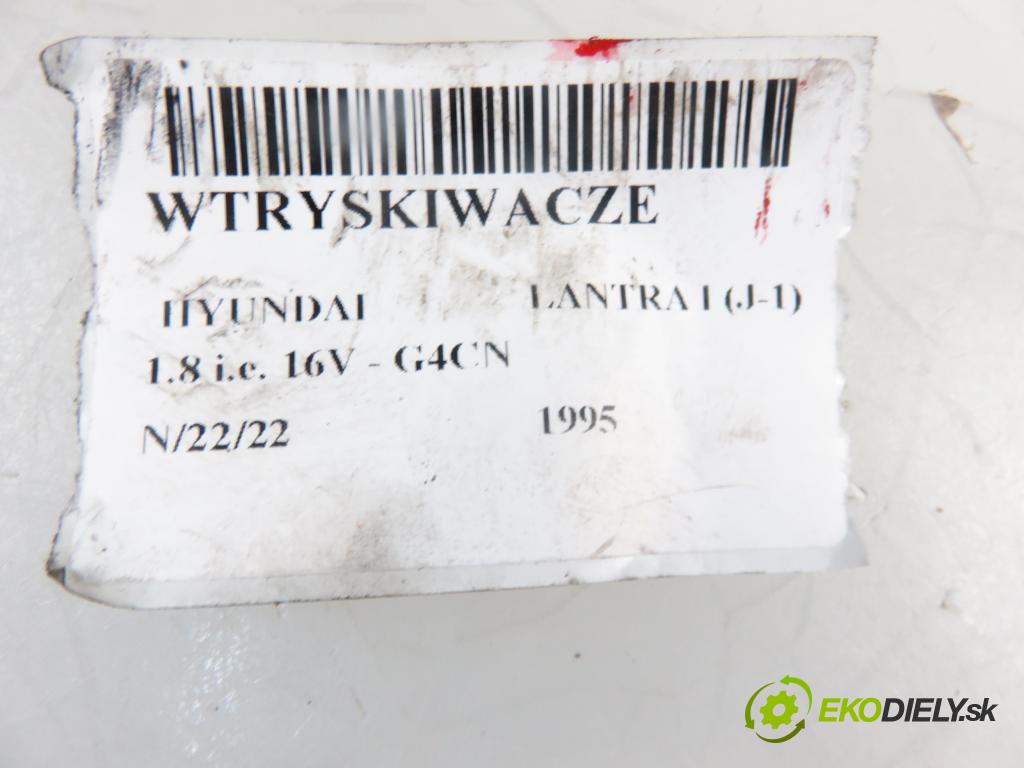 WTRYSKIWACZE
HYUNDAI LANTRA I (J-1)
1.8 i.e. 16V - G4CN
N/22/22 1995
EKODIELY.sk